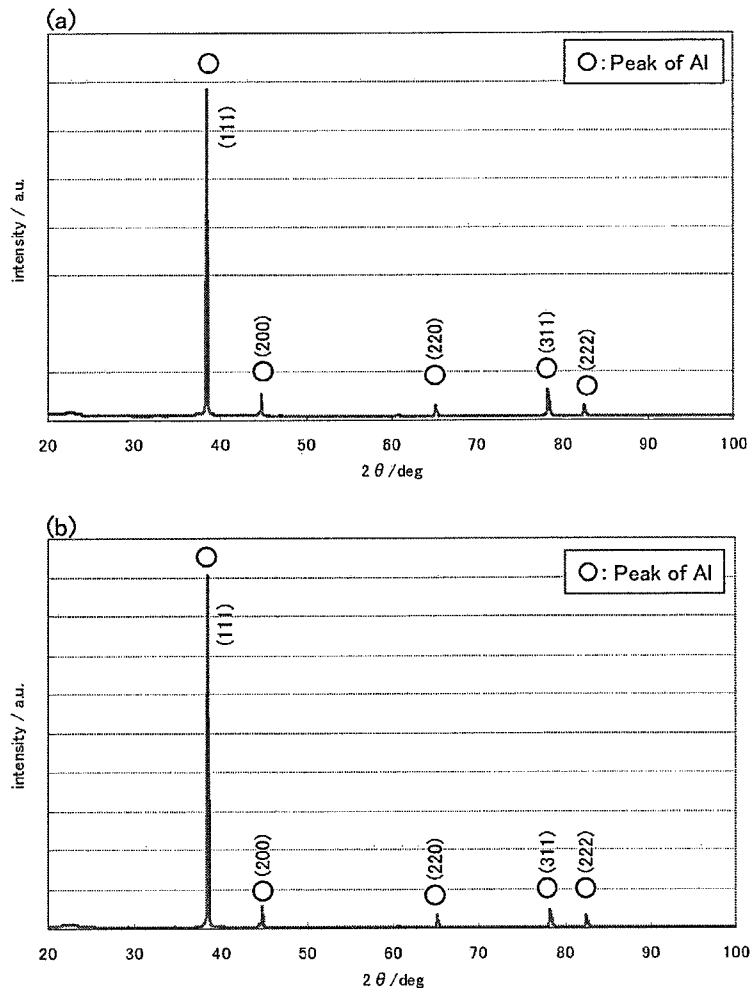 (a)
○: Peak of Al
(111)
(200)
(220)
(311)
(222)
intensity / a.u.
20 30 40 50 60 70 80 90 100
2 θ /deg
(b)
○: Peak of Al
(111)
(200)
(220)
(311)
(222)
intensity / a.u.
20 30 40 50 60 70 80 90 100
2 θ /deg